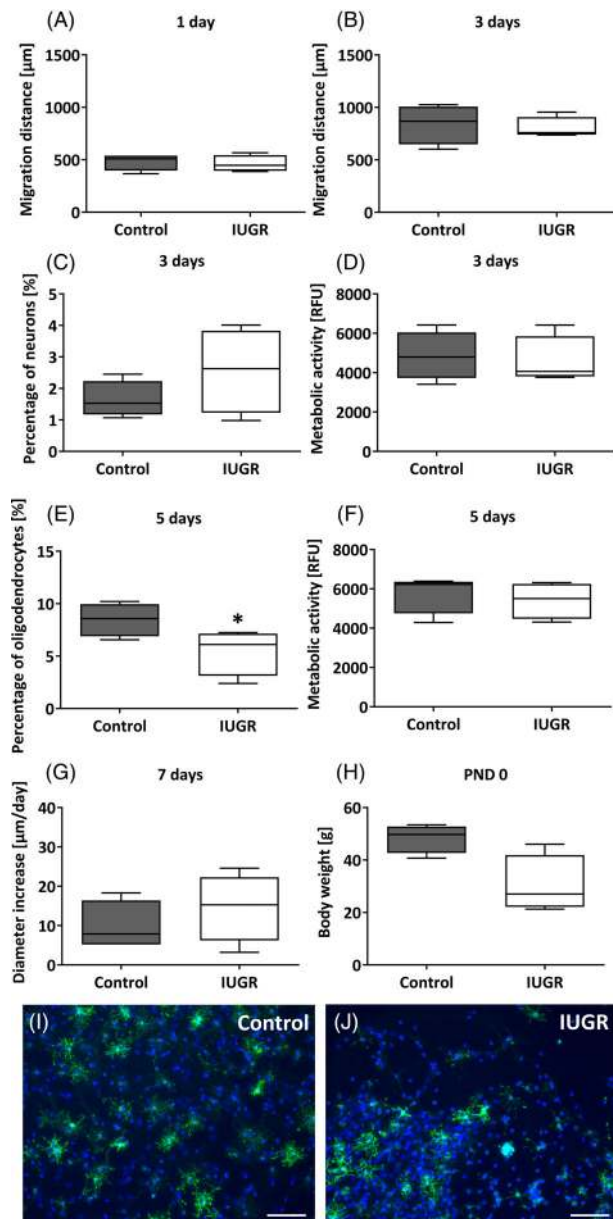 (A) 1 day
Migration distance [µm]
1500
1000
500
0
Control IUGR
(B) 3 days
Migration distance [µm]
1500
1000
500
0
Control IUGR
(C) 3 days
Percentage of neurons [%]
5
4
3
2
1
0
Control IUGR
(D) 3 days
Metabolic activity [RFU]
8000
6000
4000
2000
0
Control IUGR
(E) 5 days
Percentage of oligodendrocytes [%]
15
10
5
0
*
Control IUGR
(F) 5 days
Metabolic activity [RFU]
8000
6000
4000
2000
0
Control IUGR
(G) 7 days
Diameter increase [µm/day]
40
30
20
10
0
Control IUGR
(H) PND 0
Body weight [g]
60
40
20
0
Control IUGR
(I) Control
(J) IUGR